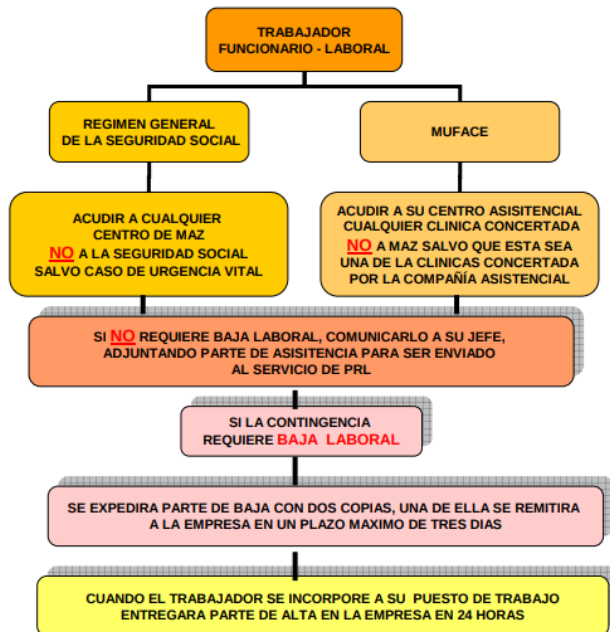 TRABAJADOR
FUNCIONARIO - LABORAL
REGIMEN GENERAL
DE LA SEGURIDAD SOCIAL
MUFACE
ACUDIR A CUALQUIER
CENTRO DE MAZ
NO A LA SEGURIDAD SOCIAL
SALVO CASO DE URGENCIA VITAL
ACUDIR A SU CENTRO ASISITENCIAL
CUALQUIER CLINICA CONCERTADA
NO A MAZ SALVO QUE ESTA SEA
UNA DE LA CLINICAS CONCERTADA
POR LA COMPAÑÍA ASISTENCIAL
SI NO REQUIERE BAJA LABORAL, COMUNICARLO A SU JEFE,
ADJUNTANDO PARTE DE ASISITENCIA PARA SER ENVIADO
AL SERVICIO DE PRL
SI LA CONTINGENCIA
REQUIERE BAJA LABORAL
SE EXPEDIRA PARTE DE BAJA CON DOS COPIAS, UNA DE ELLA SE REMITIRA
A LA EMPRESA EN UN PLAZO MAXIMO DE TRES DIAS
CUANDO EL TRABAJADOR SE INCORPORE A SU PUESTO DE TRABAJO
ENTREGARA PARTE DE ALTA EN LA EMPRESA EN 24 HORAS